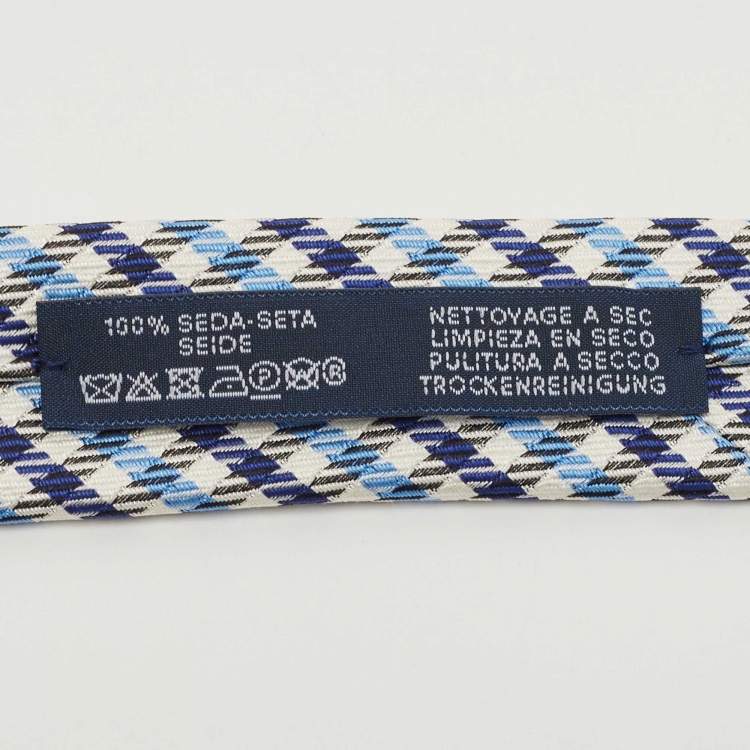 100% SEDA-SETA
SEIDE
P
R
NETTOYAGE A SEC
LIMPIEZA EN SECO
PULITURA A SECCO
TROCKENREINIGUNG